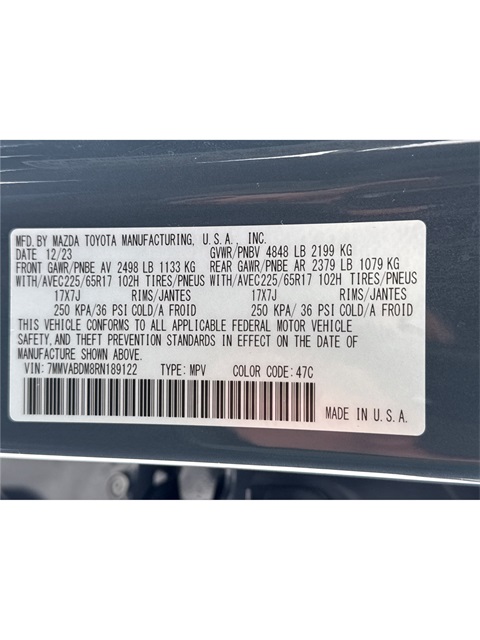 MFD. BY MAZDA TOYOTA MANUFACTURING, U.S.A., INC.
DATE 12/23 GVWR/PNBV 4848 LB 2199 KG
FRONT GAWR/PNBE AV 2498 LB 1133 KG REAR GAWR/PNBE AR 2379 LB 1079 KG
WITH/AVEC225/65R17 102H TIRES/PNEUS WITH/AVEC225/65R17 102H TIRES/PNEUS
17X7J RIMS/JANTES 17X7J RIMS/JANTES
250 KPA/36 PSI COLD/A FROID 250 KPA/ 36 PSI COLD/A FROID
THIS VEHICLE CONFORMS TO ALL APPLICABLE FEDERAL MOTOR VEHICLE
SAFETY, AND THEFT PREVENTION STANDARDS IN EFFECT ON THE DATE OF
MANUFACTURE SHOWN ABOVE.
VIN: 7MMVABDM8RN189122 TYPE: MPV COLOR CODE: 47C
MADE IN U.S.A.